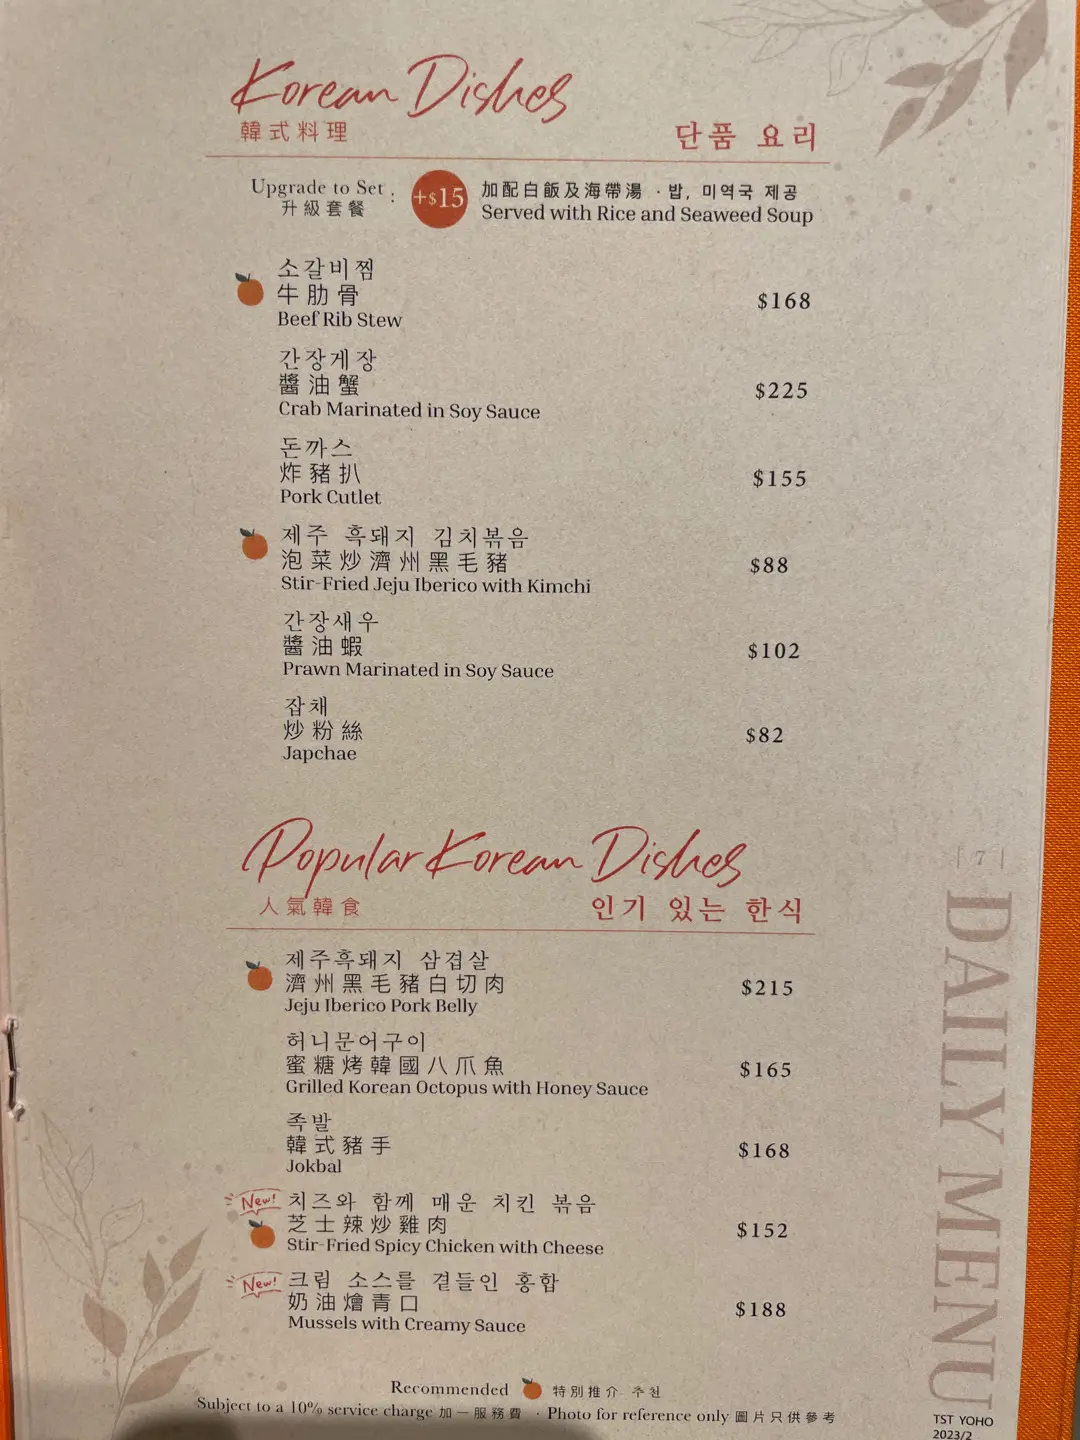 Korean Dishes
韓式料理
단품 요리
Upgrade to Set :
升級套餐
+$15
加配白飯及海帶湯 · 밥, 미역국 제공
Served with Rice and Seaweed Soup
소갈비찜
牛肋骨
Beef Rib Stew
$168
간장게장
醬油蟹
Crab Marinated in Soy Sauce
$225
돈까스
炸豬扒
Pork Cutlet
$155
제주 흑돼지 김치볶음
泡菜炒濟州黑毛豬
Stir-Fried Jeju Iberico with Kimchi
$88
간장새우
醬油蝦
Prawn Marinated in Soy Sauce
$102
잡채
炒粉絲
Japchae
$82
Popular Korean Dishes
人氣韓食
인기 있는 한식
제주흑돼지 삼겹살
濟州黑毛豬白切肉
Jeju Iberico Pork Belly
$215
허니문어구이
蜜糖烤韓國八爪魚
Grilled Korean Octopus with Honey Sauce
$165
족발
韓式豬手
Jokbal
$168
New!
치즈와 함께 매운 치킨 볶음
芝士辣炒雞肉
Stir-Fried Spicy Chicken with Cheese
$152
New!
크림 소스를 곁들인 홍합
奶油燴青口
Mussels with Creamy Sauce
$188
Recommended 特別推介 추천
Subject to a 10% service charge 加一服務費 · Photo for reference only 圖片只供參考
| 7 |
DAILY MENU
TST YOHO
2023/2